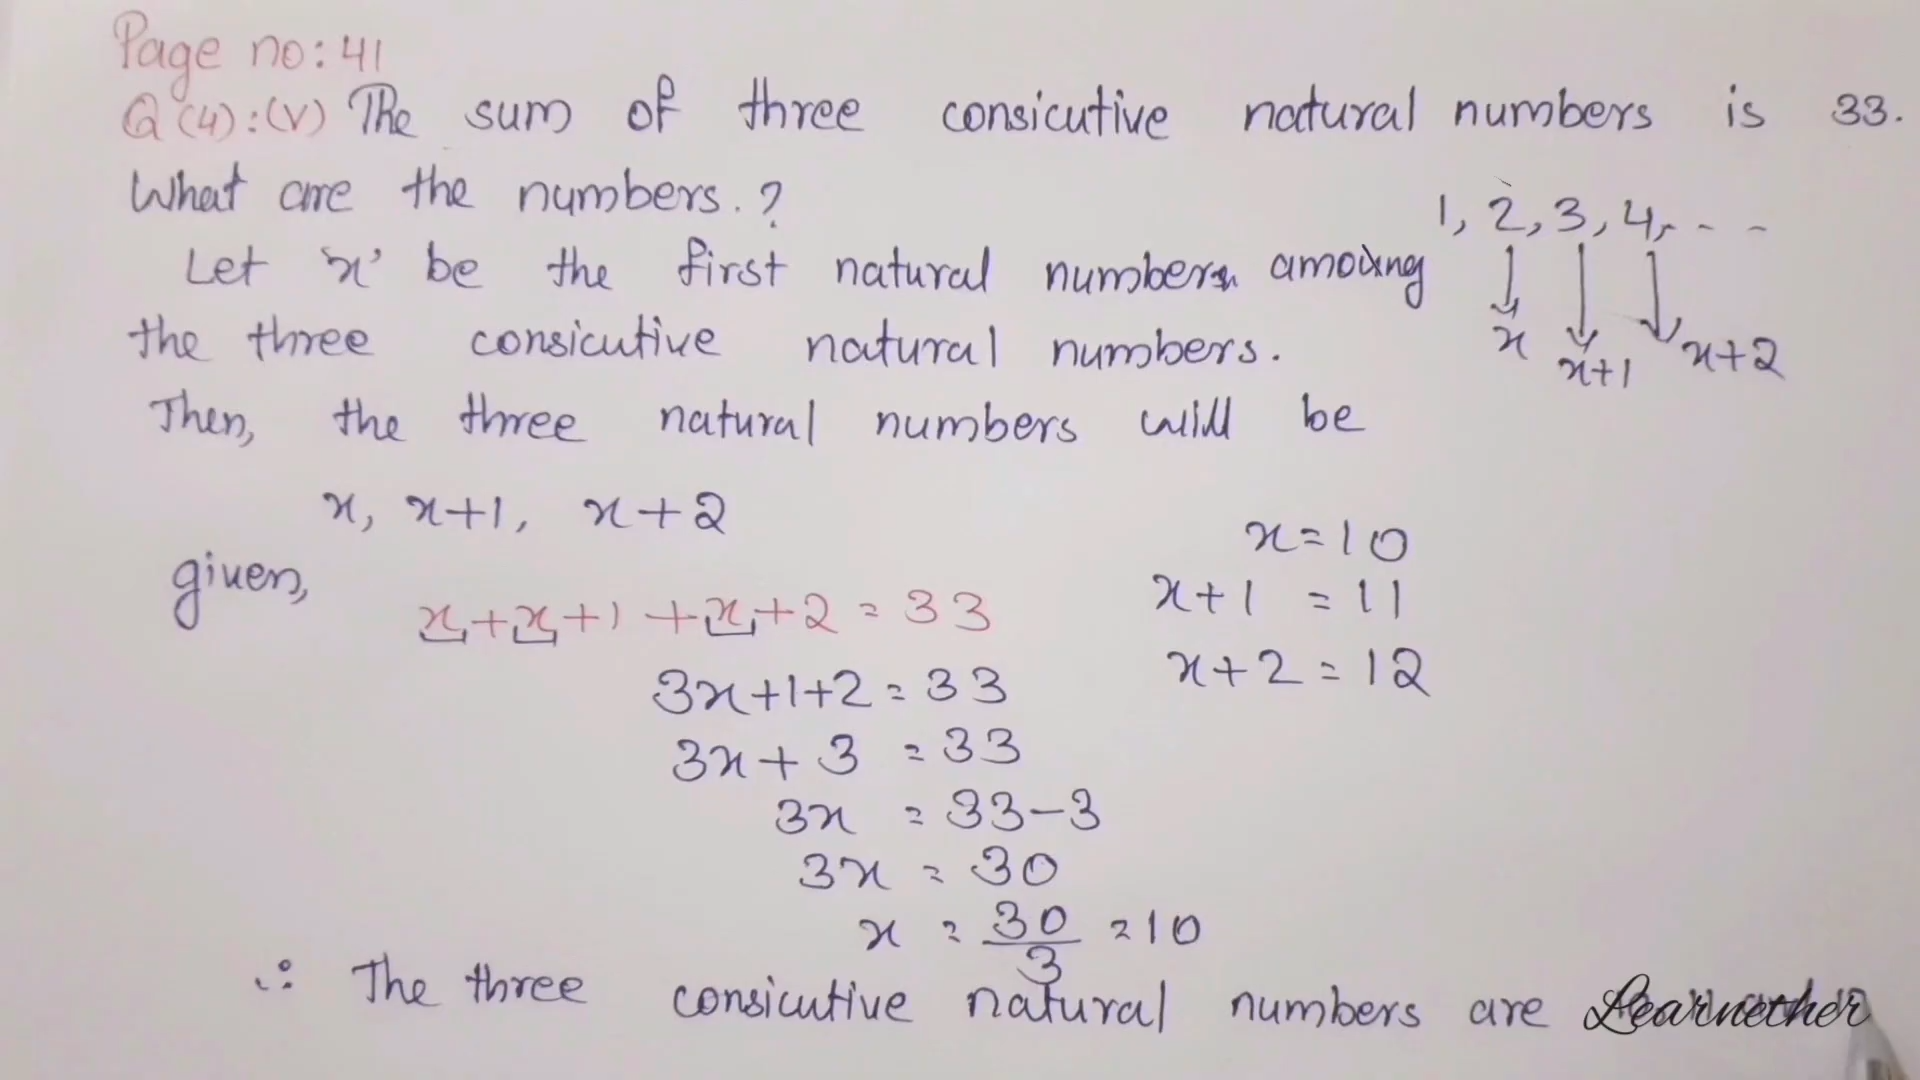 Page no: 41
Q(4):(V) The sum of three consicutive natural numbers is 33.
What are the numbers.?
1, 2, 3, 4, - -
Let 'x' be the first natural number among
x
x+1
x+2
the three consicutive natural numbers.
Then, the three natural numbers will be
x, x+1, x+2
given,
x+x+1+x+2=33
3x+1+2=33
3x+3=33
3x=33-3
3x=30
x=30/3=10
x=10
x+1=11
x+2=12
∴ The three consicutive natural numbers are
Learnether